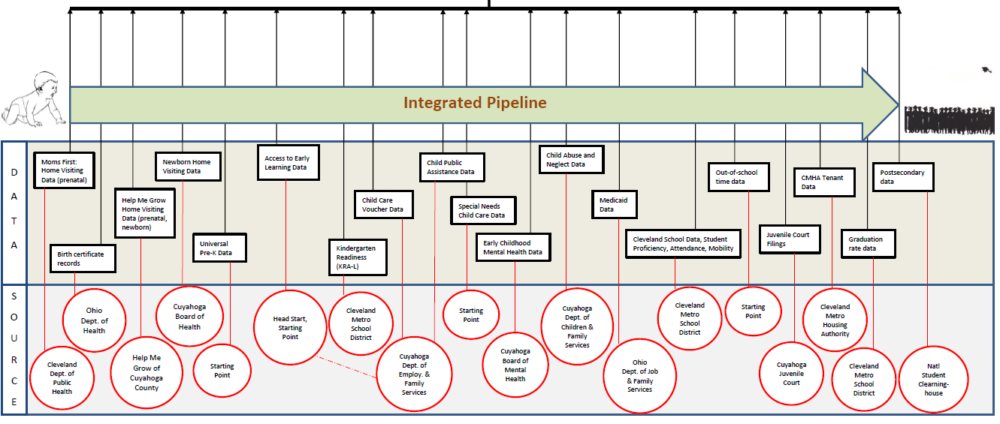 Integrated Pipeline
D
A
T
A
Moms First:
Home Visiting
Data (prenatal)
Birth certificate
records
Help Me Grow
Home Visiting
Data (prenatal,
newborn)
Newborn Home
Visiting Data
Universal
Pre-K Data
Access to Early
Learning Data
Kindergarten
Readiness
(KRA-L)
Child Care
Voucher Data
Child Public
Assistance Data
Special Needs
Child Care Data
Early Childhood
Mental Health Data
Child Abuse and
Neglect Data
Medicaid
Data
Cleveland School Data, Student
Proficiency, Attendance, Mobility
Out-of-school
time data
Juvenile Court
Filings
CMHA Tenant
Data
Graduation
rate data
Postsecondary
data
S
O
U
R
C
E
Cleveland
Dept. of
Public
Health
Ohio
Dept. of
Health
Help Me
Grow of
Cuyahoga
County
Cuyahoga
Board of
Health
Starting
Point
Head Start,
Starting
Point
Cleveland
Metro
School
District
Cuyahoga
Dept. of
Employ. &
Family
Services
Starting
Point
Cuyahoga
Board of
Mental
Health
Cuyahoga
Dept. of
Children &
Family
Services
Ohio
Dept. of Job
& Family
Services
Cleveland
Metro
School
District
Starting
Point
Cuyahoga
Juvenile
Court
Cleveland
Metro
Housing
Authority
Cleveland
Metro
School
District
Natl
Student
Clearning-
house